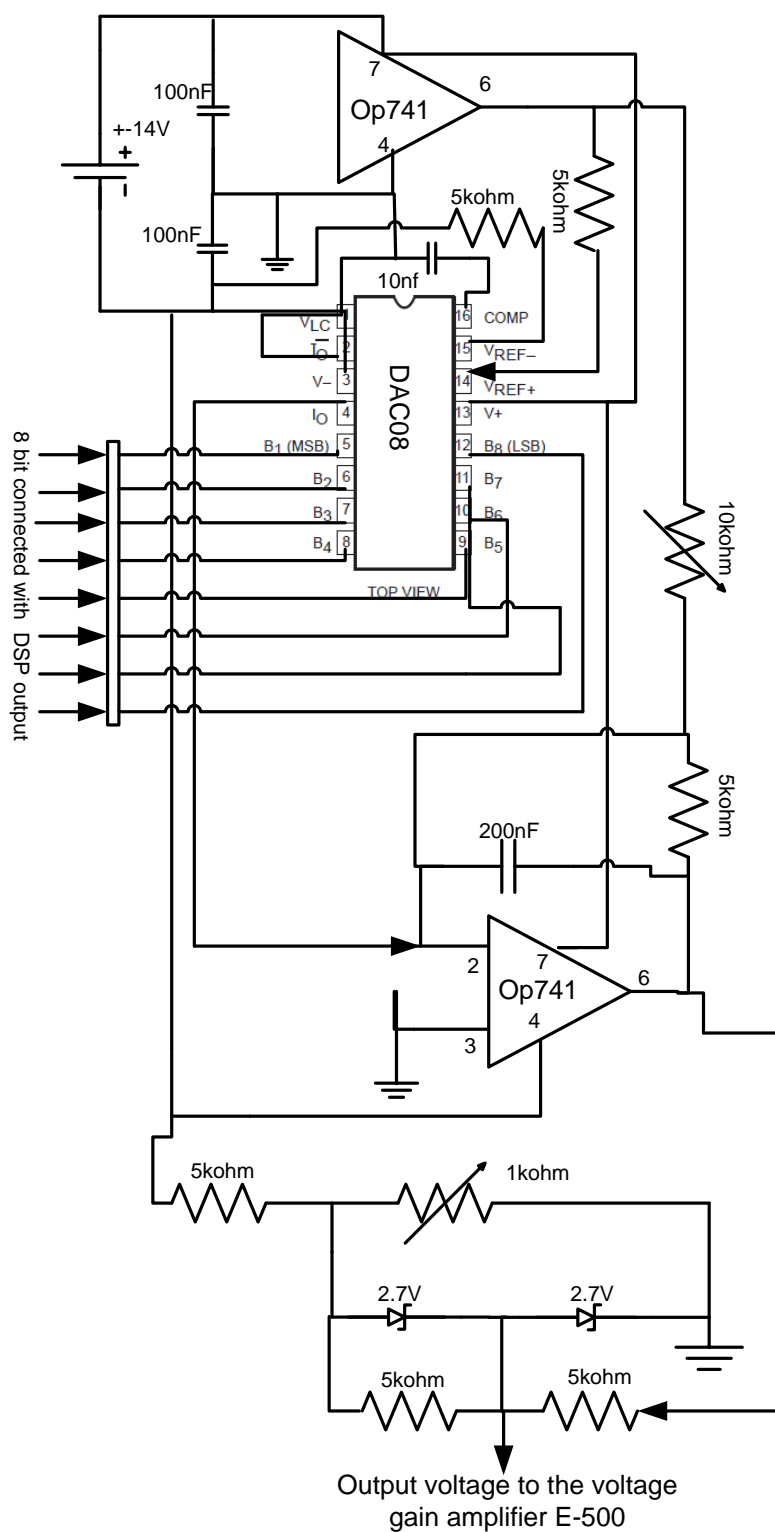 7
6
100nF
Op741
+-14V
+
4
-
5kohm
5kohm
100nF
10nf
1
16
COMP
VLC
2
15
IO
VREF–
V–
3
14
VREF+
DAC08
IO
4
13
V+
B1 (MSB)
5
12
B8 (LSB)
B2
6
11
B7
B3
7
10
B6
B4
8
9
B5
TOP VIEW
8 bit connected with DSP output
10kohm
5kohm
200nF
2
7
6
Op741
4
3
5kohm
1kohm
2.7V
2.7V
5kohm
5kohm
Output voltage to the voltage
gain amplifier E-500